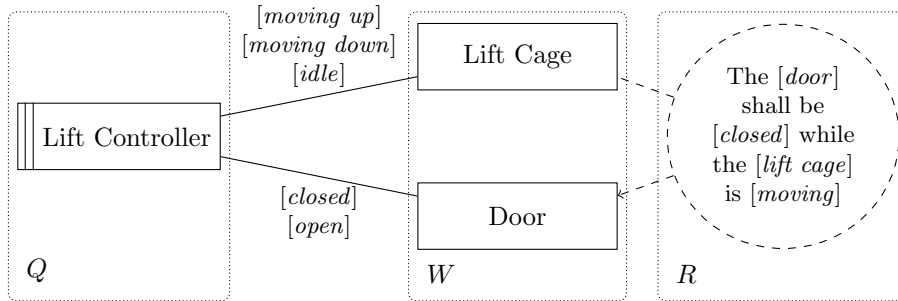 [moving up]
[moving down]
[idle]
Lift Cage
Lift Controller
The [door]
shall be
[closed] while
the [lift cage]
is [moving]
[closed]
[open]
Door
Q
W
R